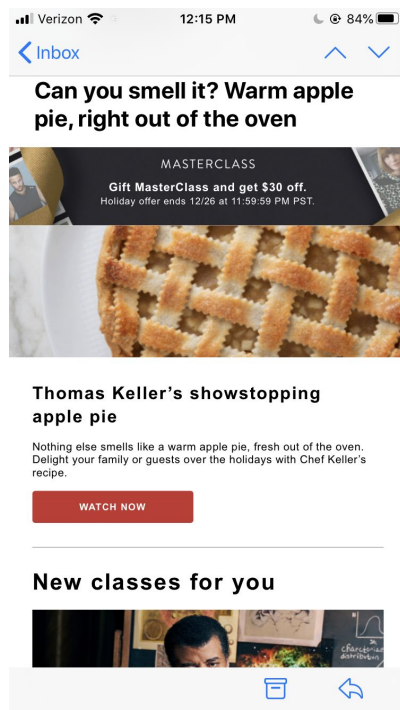 Verizon 12:15 PM 84%
Inbox
Can you smell it? Warm apple
pie, right out of the oven
MASTERCLASS
Gift MasterClass and get $30 off.
Holiday offer ends 12/26 at 11:59:59 PM PST.
Thomas Keller's showstopping
apple pie
Nothing else smells like a warm apple pie, fresh out of the oven.
Delight your family or guests over the holidays with Chef Keller's
recipe.
WATCH NOW
New classes for you
distribution